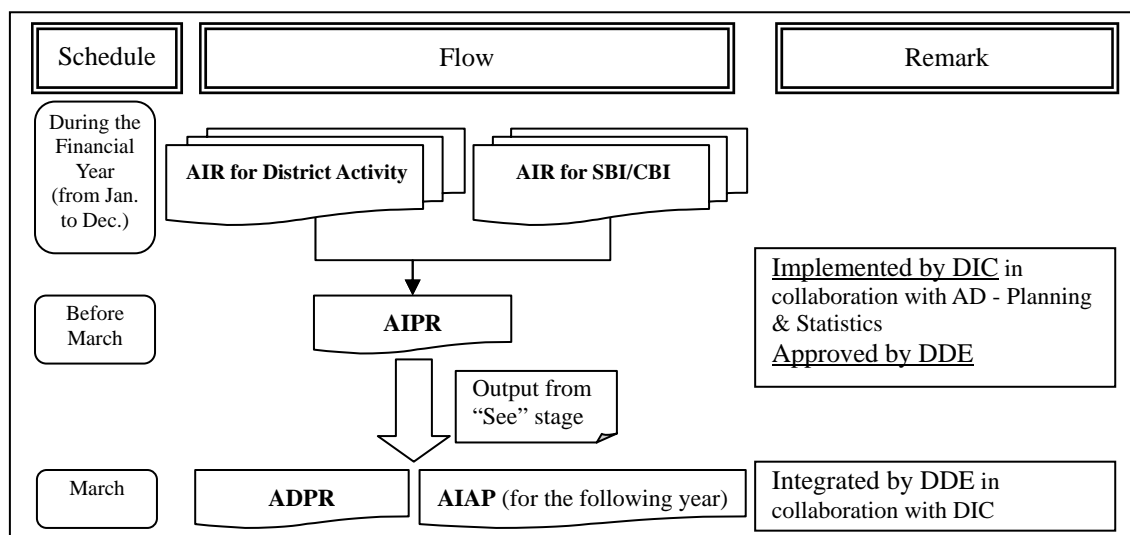 Schedule
Flow
Remark
During the
Financial
Year
(from Jan.
to Dec.)
AIR for District Activity
AIR for SBI/CBI
Before
March
AIPR
Implemented by DIC in
collaboration with AD - Planning
& Statistics
Approved by DDE
Output from
“See” stage
March
ADPR
AIAP (for the following year)
Integrated by DDE in
collaboration with DIC